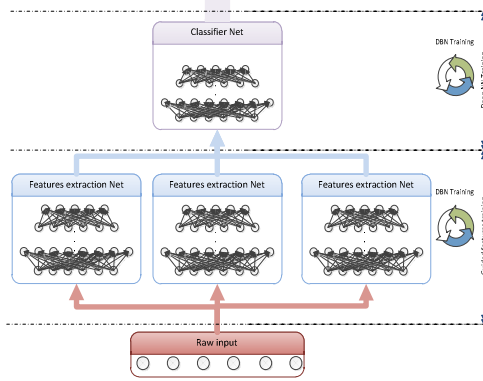 Classifier Net
DBN Training
Features extraction Net
Features extraction Net
Features extraction Net
DBN Training
Raw input